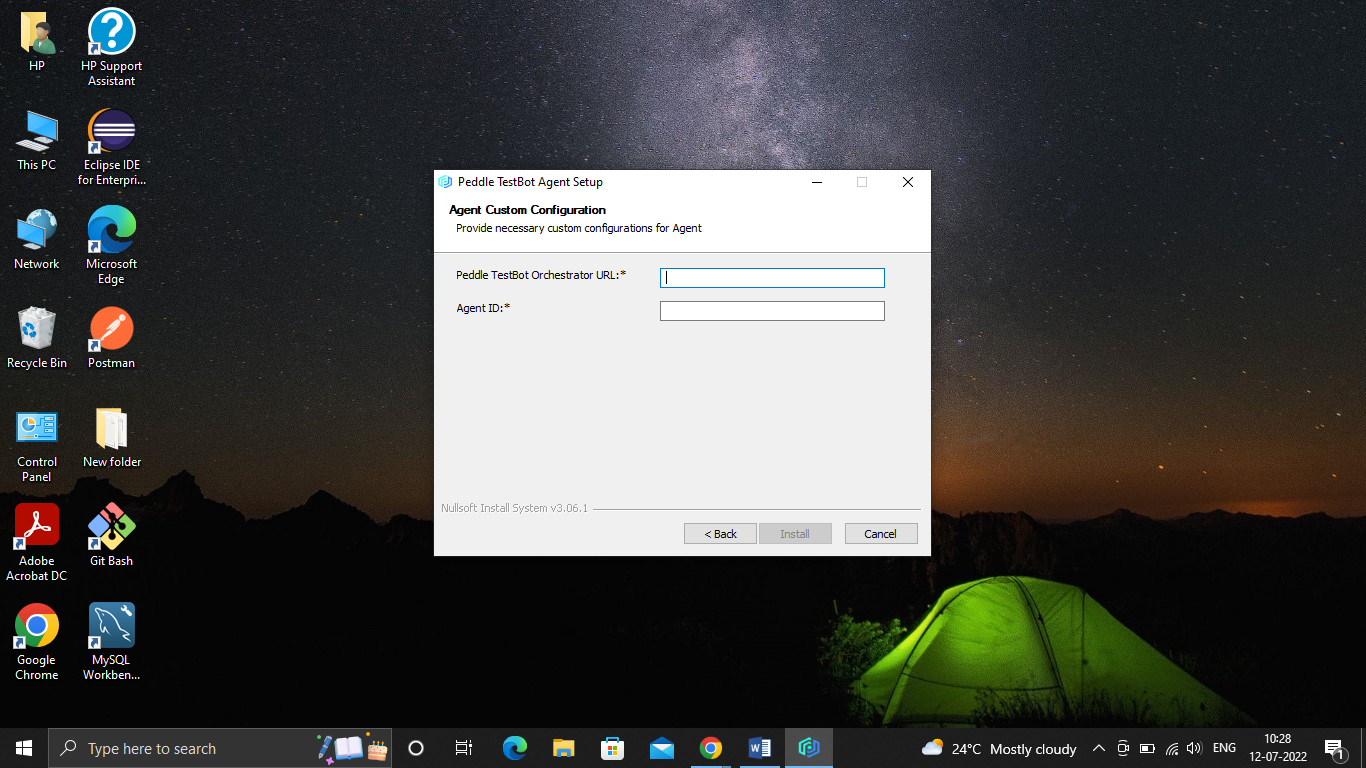 HP
HP Support
Assistant
This PC
Eclipse IDE
for Enterpri...
Network
Microsoft
Edge
Recycle Bin
Postman
Control
Panel
New folder
Adobe
Acrobat DC
Git Bash
Google
Chrome
MySQL
Workben...
Peddle TestBot Agent Setup
Agent Custom Configuration
Provide necessary custom configurations for Agent
Peddle TestBot Orchestrator URL:*
Agent ID:*
Nullsoft Install System v3.06.1
< Back
Install
Cancel
Type here to search
24°C Mostly cloudy
ENG
10:28
12-07-2022
1